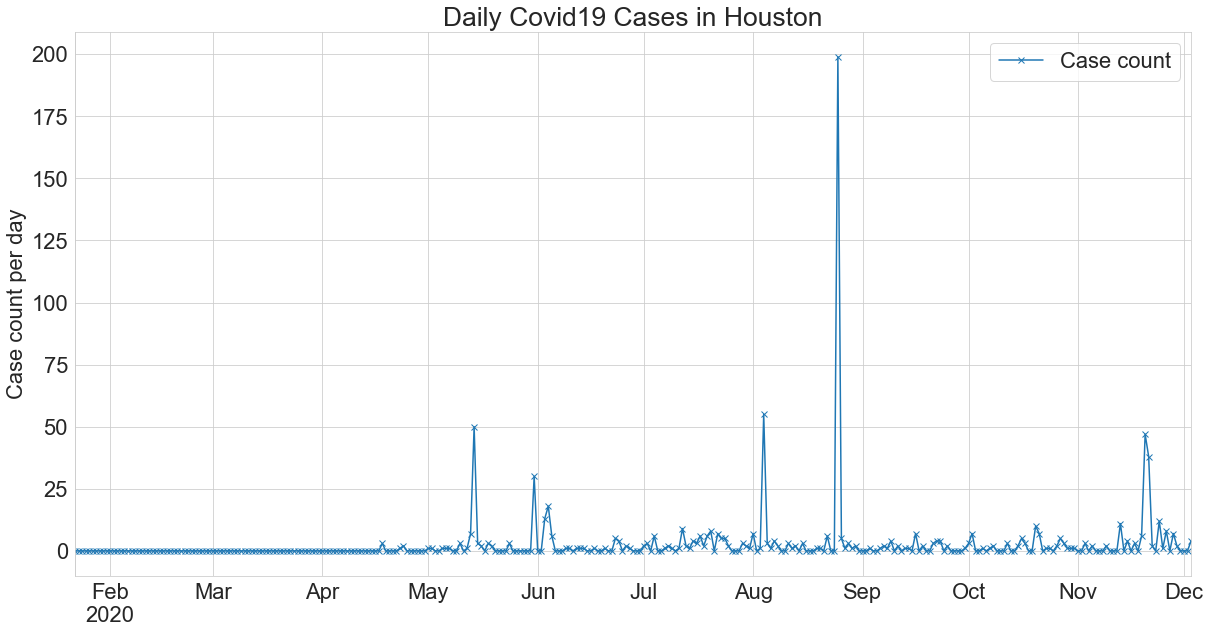 Daily Covid19 Cases in Houston
Case count
Case count per day
200
175
150
125
100
75
50
25
0
Feb Mar Apr May Jun Jul Aug Sep Oct Nov Dec
2020